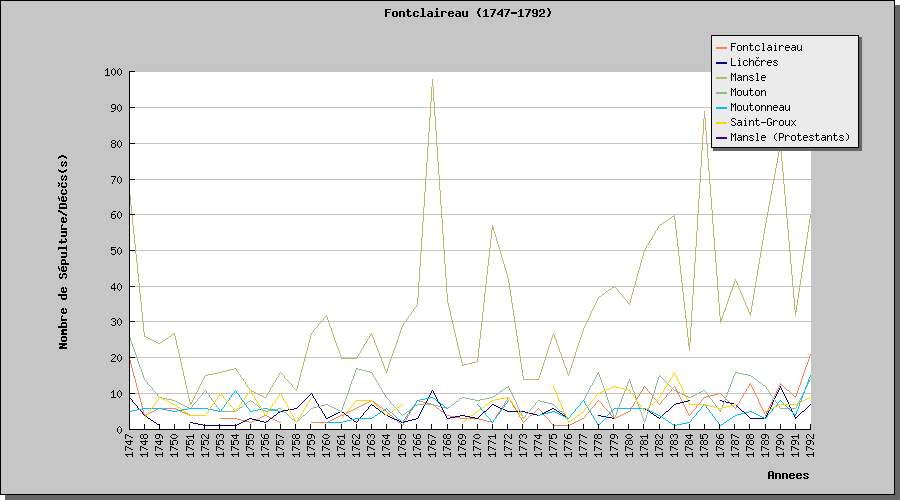 Fontclaireau (1747-1792)
Fontclaireau
Lichčres
Mansle
Mouton
Moutonneau
Saint-Groux
Mansle (Protestants)
Nombre de Sépulture/Décčs(s)
100
90
80
70
60
50
40
30
20
10
0
1747 1748 1749 1750 1751 1752 1753 1754 1755 1756 1757 1758 1759 1760 1761 1762 1763 1764 1765 1766 1767 1768 1769 1770 1771 1772 1773 1774 1775 1776 1777 1778 1779 1780 1781 1782 1783 1784 1785 1786 1787 1788 1789 1790 1791 1792
Annees